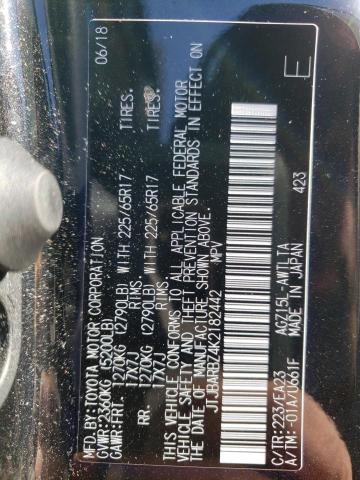 MFD.BY:TOYOTA MOTOR CORPORATION 06/18
GVWR:2360KG (5200LB)
GAWR:FRT. 1270KG (2790LB) WITH 225/65R17 TIRES.
17X7J RIMS
RR. 1270KG (2790LB) WITH 225/65R17 TIRES.
17X7J RIMS
THIS VEHICLE CONFORMS TO ALL APPLICABLE FEDERAL MOTOR
VEHICLE SAFETY AND THEFT PREVENTION STANDARDS IN EFFECT ON
THE DATE OF MANUFACTURE SHOWN ABOVE.
JTJBARBZ4K2182442 MPV
E
C/TR:223/EA23 AGZ15L-AWTLTA
A/TM:-01A/U661F MADE IN JAPAN 423